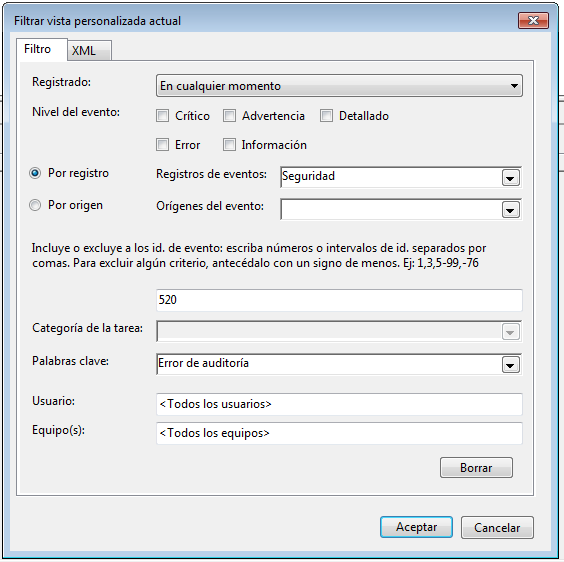 Filtrar vista personalizada actual
Filtro
XML
Registrado:
En cualquier momento
Nivel del evento:
Crítico
Advertencia
Detallado
Error
Información
Por registro
Registros de eventos:
Seguridad
Por origen
Orígenes del evento:
Incluye o excluye a los id. de evento: escriba números o intervalos de id. separados por
comas. Para excluir algún criterio, antecédalo con un signo de menos. Ej: 1,3,5-99,-76
520
Categoría de la tarea:
Palabras clave:
Error de auditoría
Usuario:
<Todos los usuarios>
Equipo(s):
<Todos los equipos>
Borrar
Aceptar
Cancelar